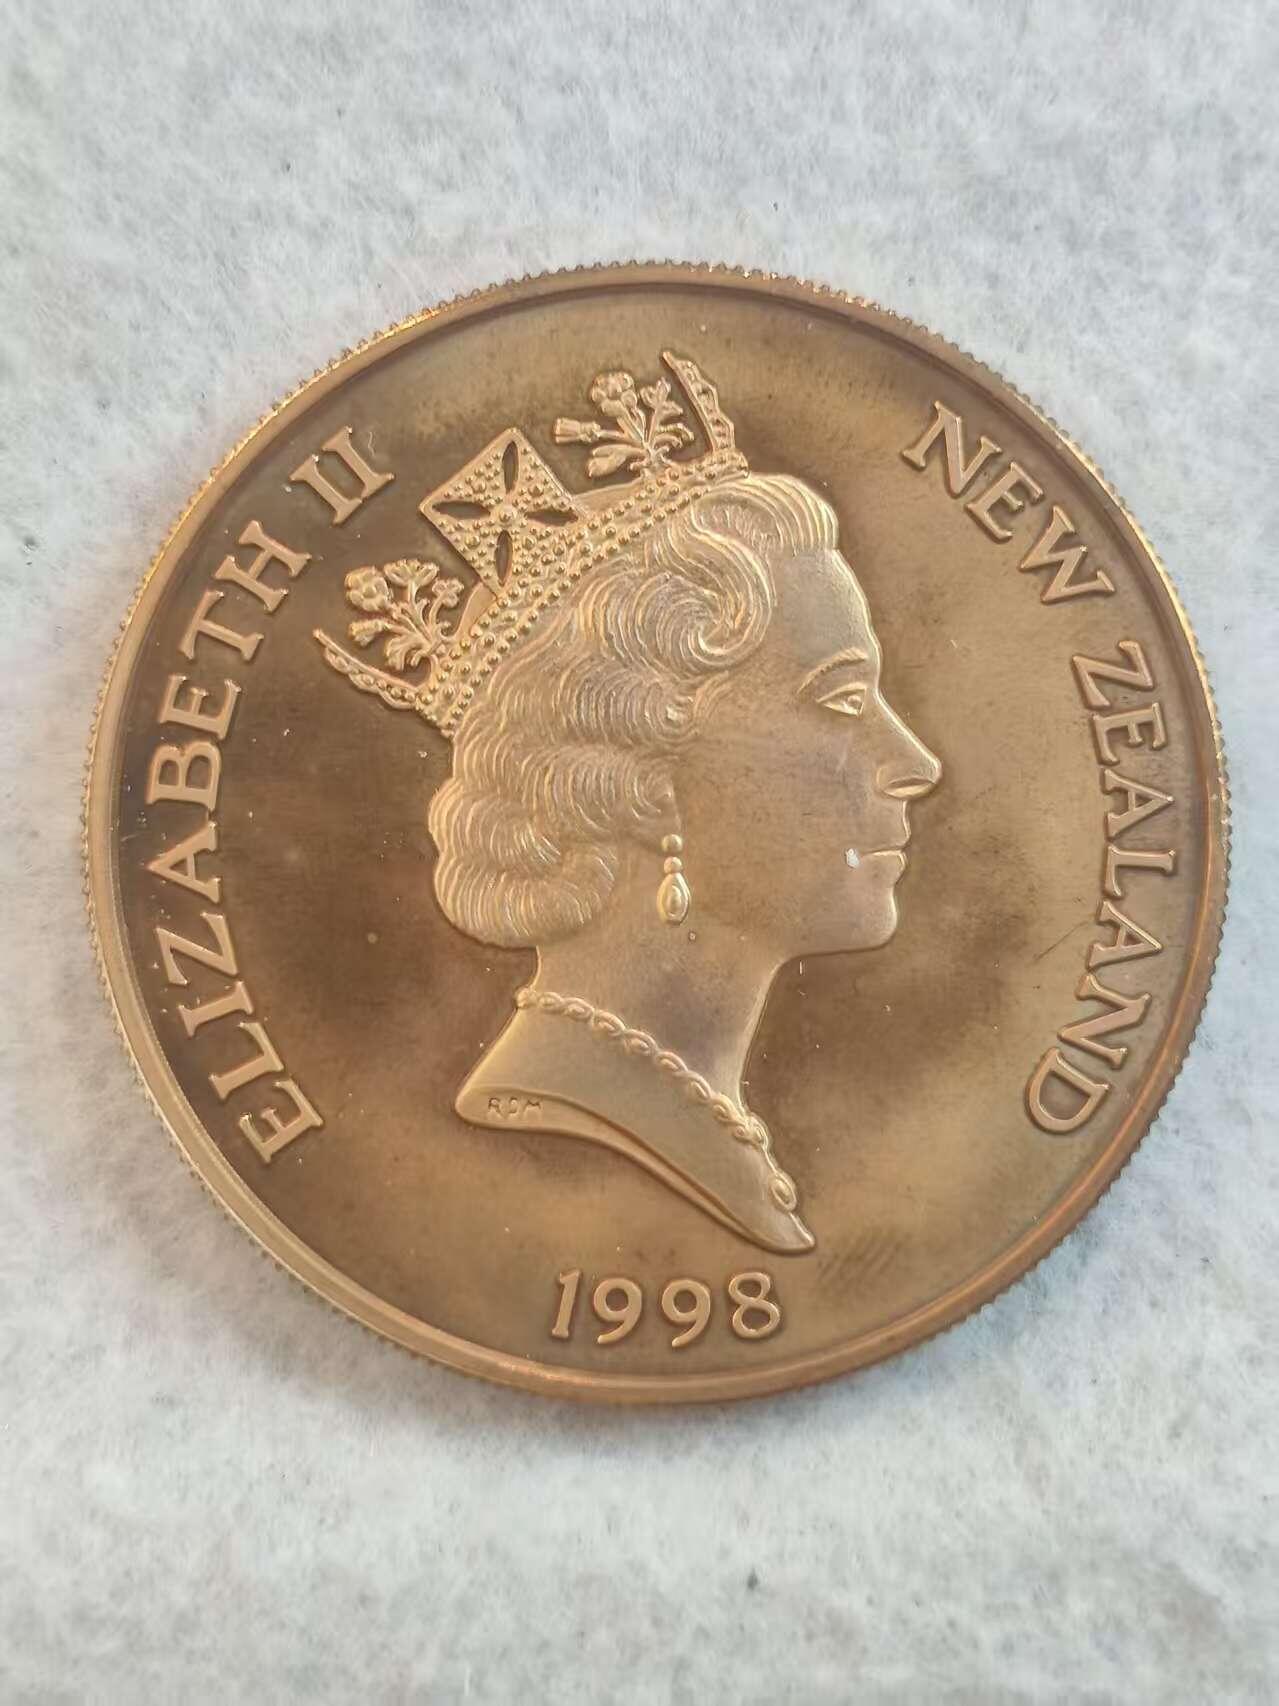 ELIZABETH II
NEW ZEALAND
RDM
1998